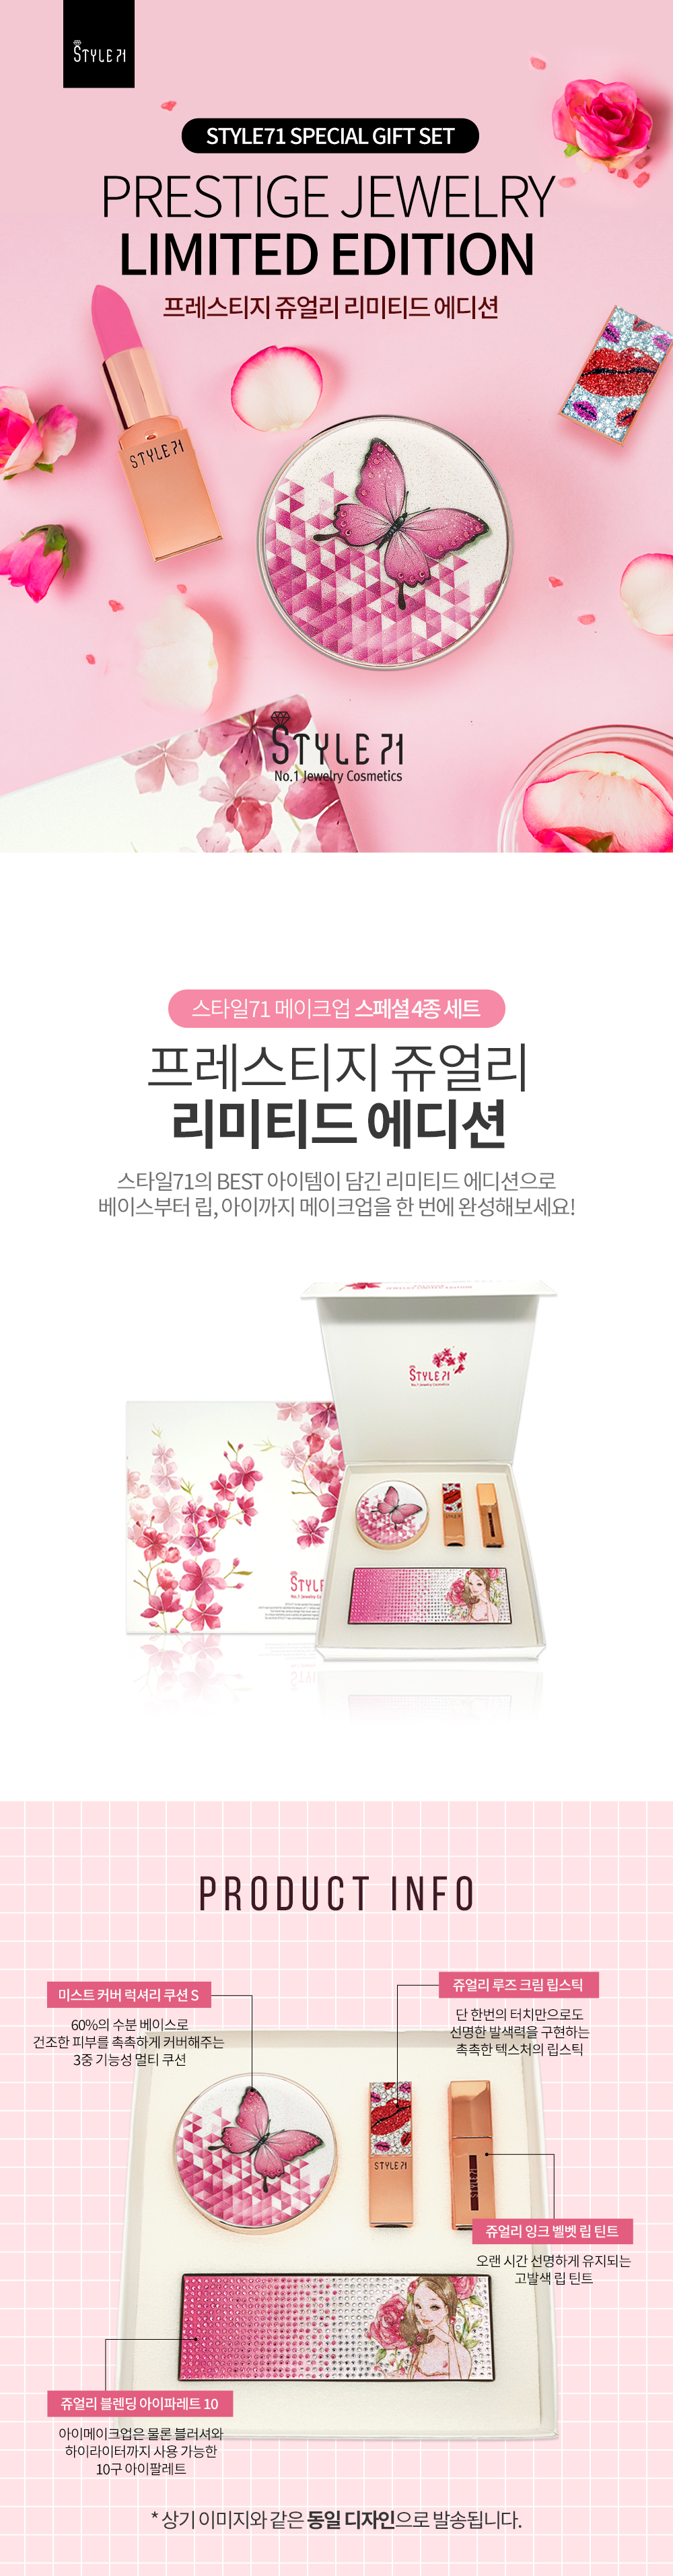 STYLE71
STYLE71 SPECIAL GIFT SET
PRESTIGE JEWELRY
LIMITED EDITION
프레스티지 쥬얼리 리미티드 에디션
STYLE71
STYLE71
No.1 Jewelry Cosmetics
스타일71 메이크업 스페셜 4종 세트
프레스티지 쥬얼리
리미티드 에디션
스타일71의 BEST 아이템이 담긴 리미티드 에디션으로
베이스부터 립, 아이까지 메이크업을 한 번에 완성해보세요!
STYLE71
No.1 Jewelry Cosmetics
STYLE
No.1 Jewelry Co
PRODUCT INFO
쥬얼리 루즈 크림 립스틱
단 한번의 터치만으로도
선명한 발색력을 구현하는
촉촉한 텍스처의 립스틱
미스트 커버 럭셔리 쿠션 S
60%의 수분 베이스로
건조한 피부를 촉촉하게 커버해주는
3중 기능성 멀티 쿠션
STYLE71
쥬얼리 잉크 벨벳 립 틴트
오랜 시간 선명하게 유지되는
고발색 립 틴트
쥬얼리 블렌딩 아이파레트 10
아이메이크업은 물론 블러셔와
하이라이터까지 사용 가능한
10구 아이팔레트
* 상기 이미지와 같은 동일 디자인으로 발송됩니다.